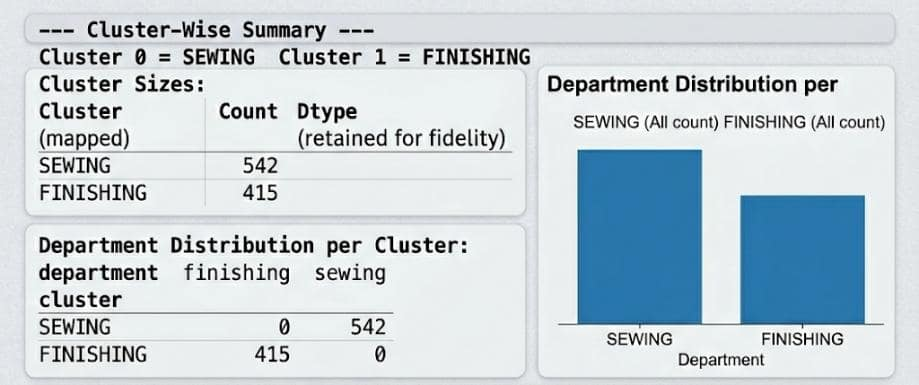 --- Cluster-Wise Summary ---
Cluster 0 = SEWING Cluster 1 = FINISHING
Cluster Sizes:
Cluster Count Dtype
(mapped) (retained for fidelity)
SEWING 542
FINISHING 415
Department Distribution per Cluster:
department finishing sewing
cluster
SEWING 0 542
FINISHING 415 0
Department Distribution per
SEWING (All count) FINISHING (All count)
SEWING FINISHING
Department